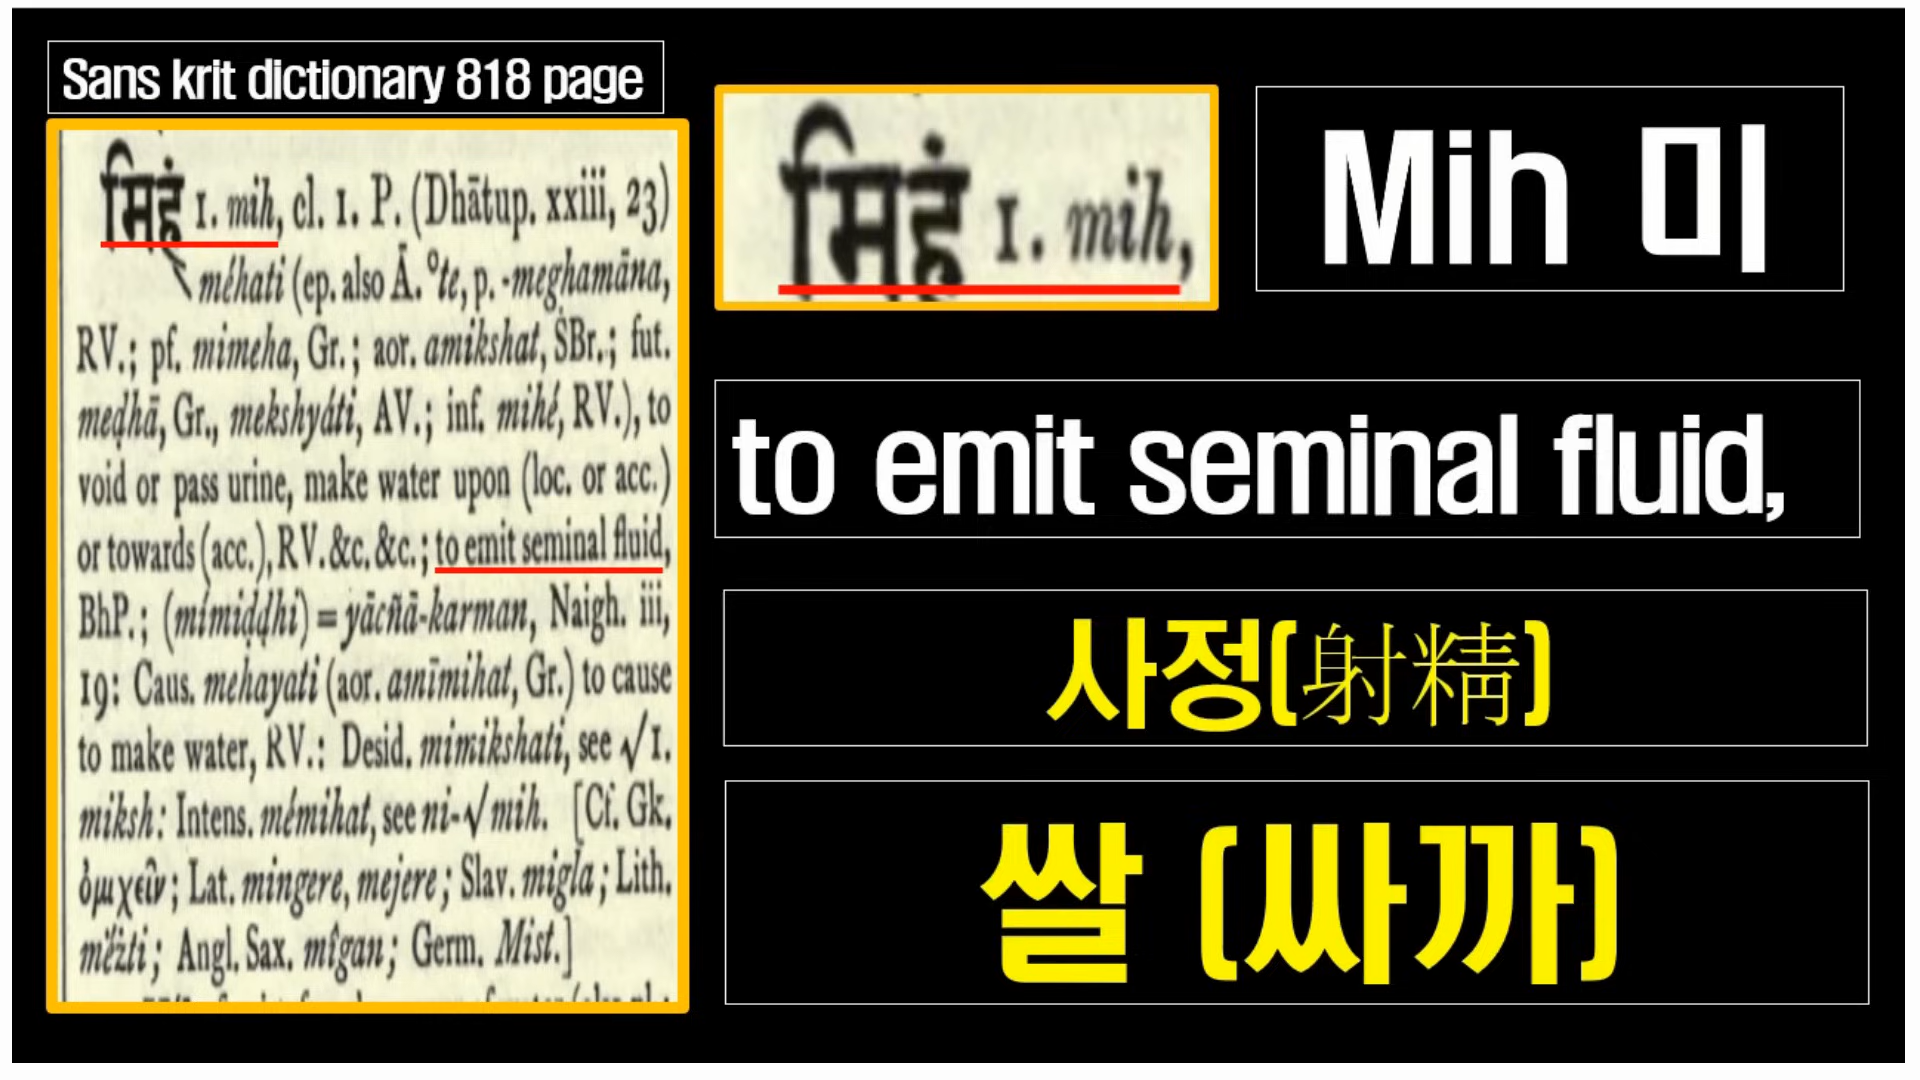 Sans krit dictionary 818 page
मिहं 1. mih, cl. 1. P. (Dhātup. xxiii, 23)
méhati (ep. also Ā. °te, p. -meghamāna,
RV.; pf. mimeha, Gr.; aor. amikshat, ṠBr.; fut.
meḍhā, Gr., mekshyáti, AV.; inf. mihé, RV.), to
void or pass urine, make water upon (loc. or acc.)
or towards (acc.), RV. &c. &c.; to emit seminal fluid,
BhP.; (mimiḍḍhi) = yācñā-karman, Naigh. iii,
19: Caus. mehayati (aor. amīmihat, Gr.) to cause
to make water, RV.: Desid. mimikshati, see √1.
miksh: Intens. mémihat, see ni-√mih. [Cf. Gk.
ὀμιχεῖν; Lat. mingere, mejere; Slav. migla; Lith.
mëżti; Angl. Sax. mîgan; Germ. Mist.]
मिहं 1. mih,
Mih 미
to emit seminal fluid,
사정(射精)
쌀 (싸까)